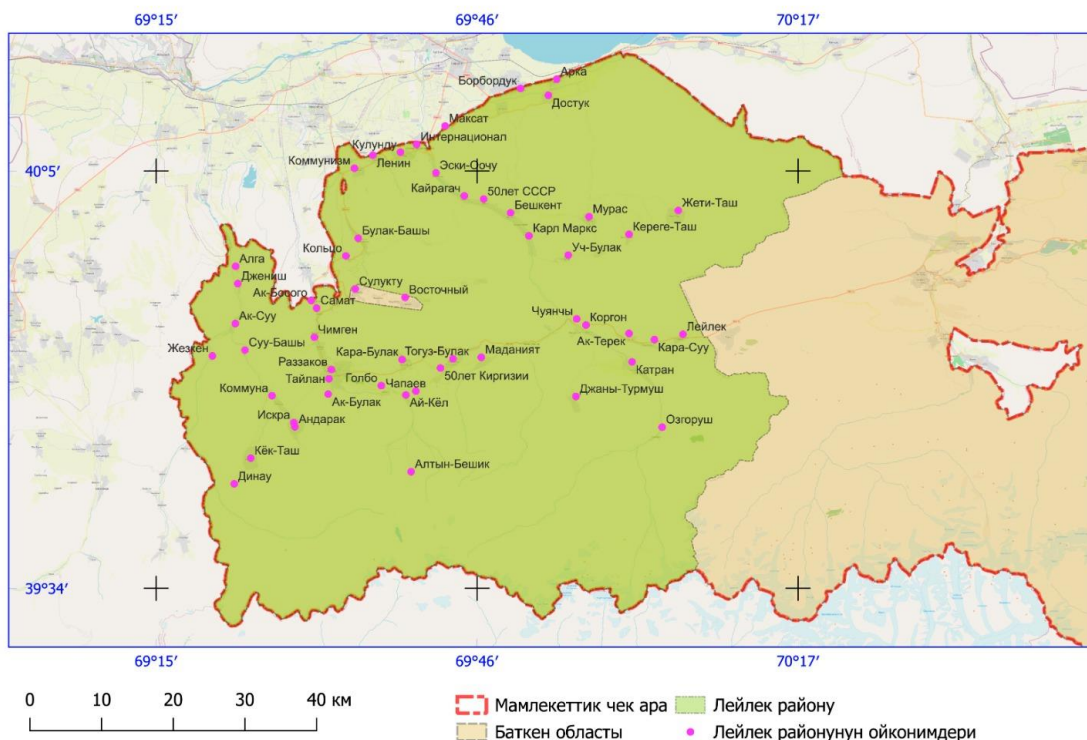 69°15′ 69°46′ 70°17′
Арка
Борбордук
Достук
Максат
Интернационал
Кулунду
Ленин
Коммунизм
40°5′
Эски-Оочу
Кайрагач
50лет СССР
Бешкент
Мурас
Жети-Таш
Карл Маркс
Кереге-Таш
Булак-Башы
Кольцо
Уч-Булак
Алга
Джениш
Сулукту
Восточный
Ак-Босого
Самат
Ак-Суу
Чуянчы
Коргон
Чимген
Ак-Терек
Лейлек
Кара-Суу
Жезкен
Суу-Башы
Кара-Булак
Тогуз-Булак
Маданият
Раззаков
50лет Киргизии
Катран
Тайлан
Голбо
Чапаев
Коммуна
Ак-Булак
Ай-Кёл
Джаны-Турмуш
Искра
Андарак
Озгоруш
Кёк-Таш
Алтын-Бешик
Динау
39°34′
69°15′ 69°46′ 70°17′
0 10 20 30 40 км
Мамлекеттик чек ара
Лейлек району
Баткен областы
Лейлек районунун ойконимдери